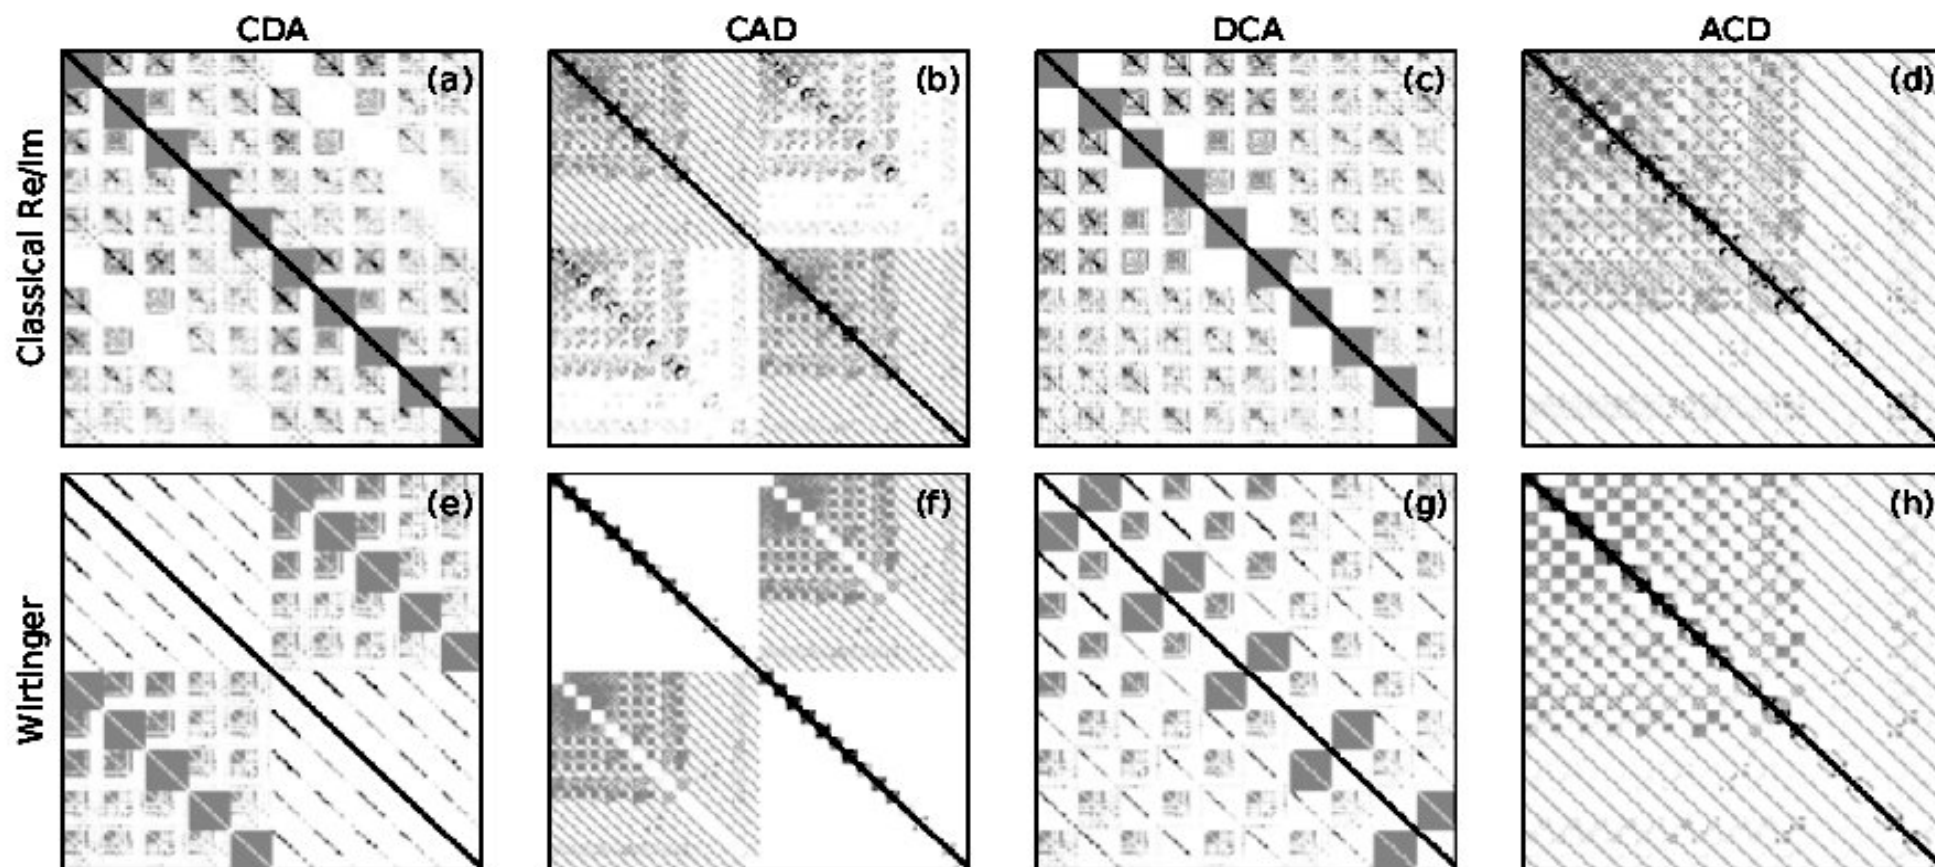 CDA CAD DCA ACD
Classical Re/Im
(a) (b) (c) (d)
Wirtinger
(e) (f) (g) (h)